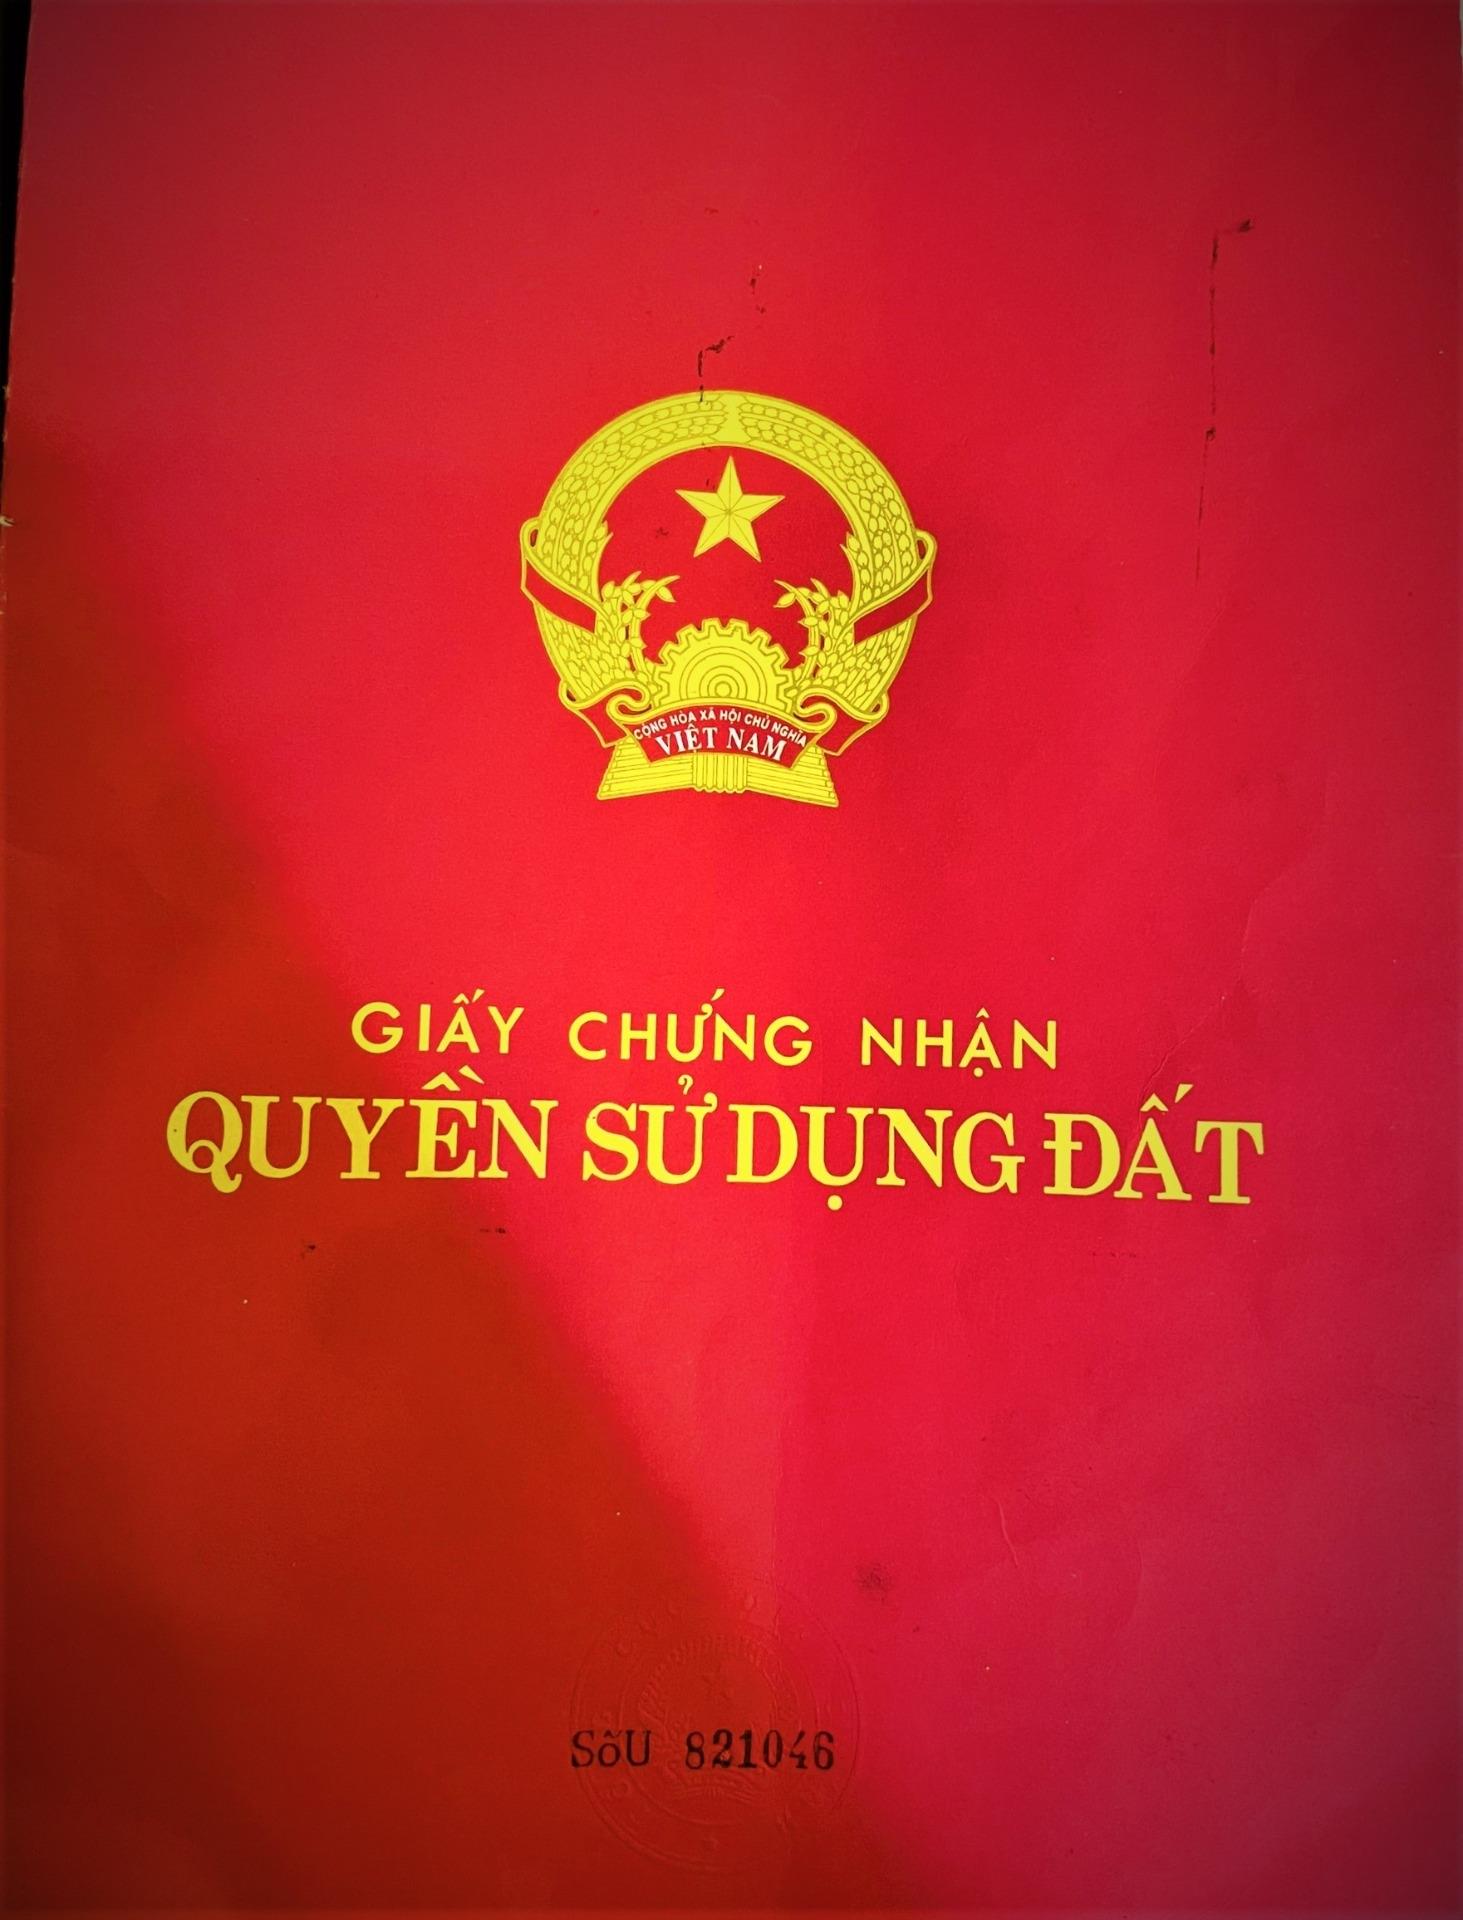 CỘNG HÒA XÃ HỘI CHỦ NGHĨA
VIỆT NAM
GIẤY CHỨNG NHẬN
QUYỀN SỬ DỤNG ĐẤT
SốU 821046